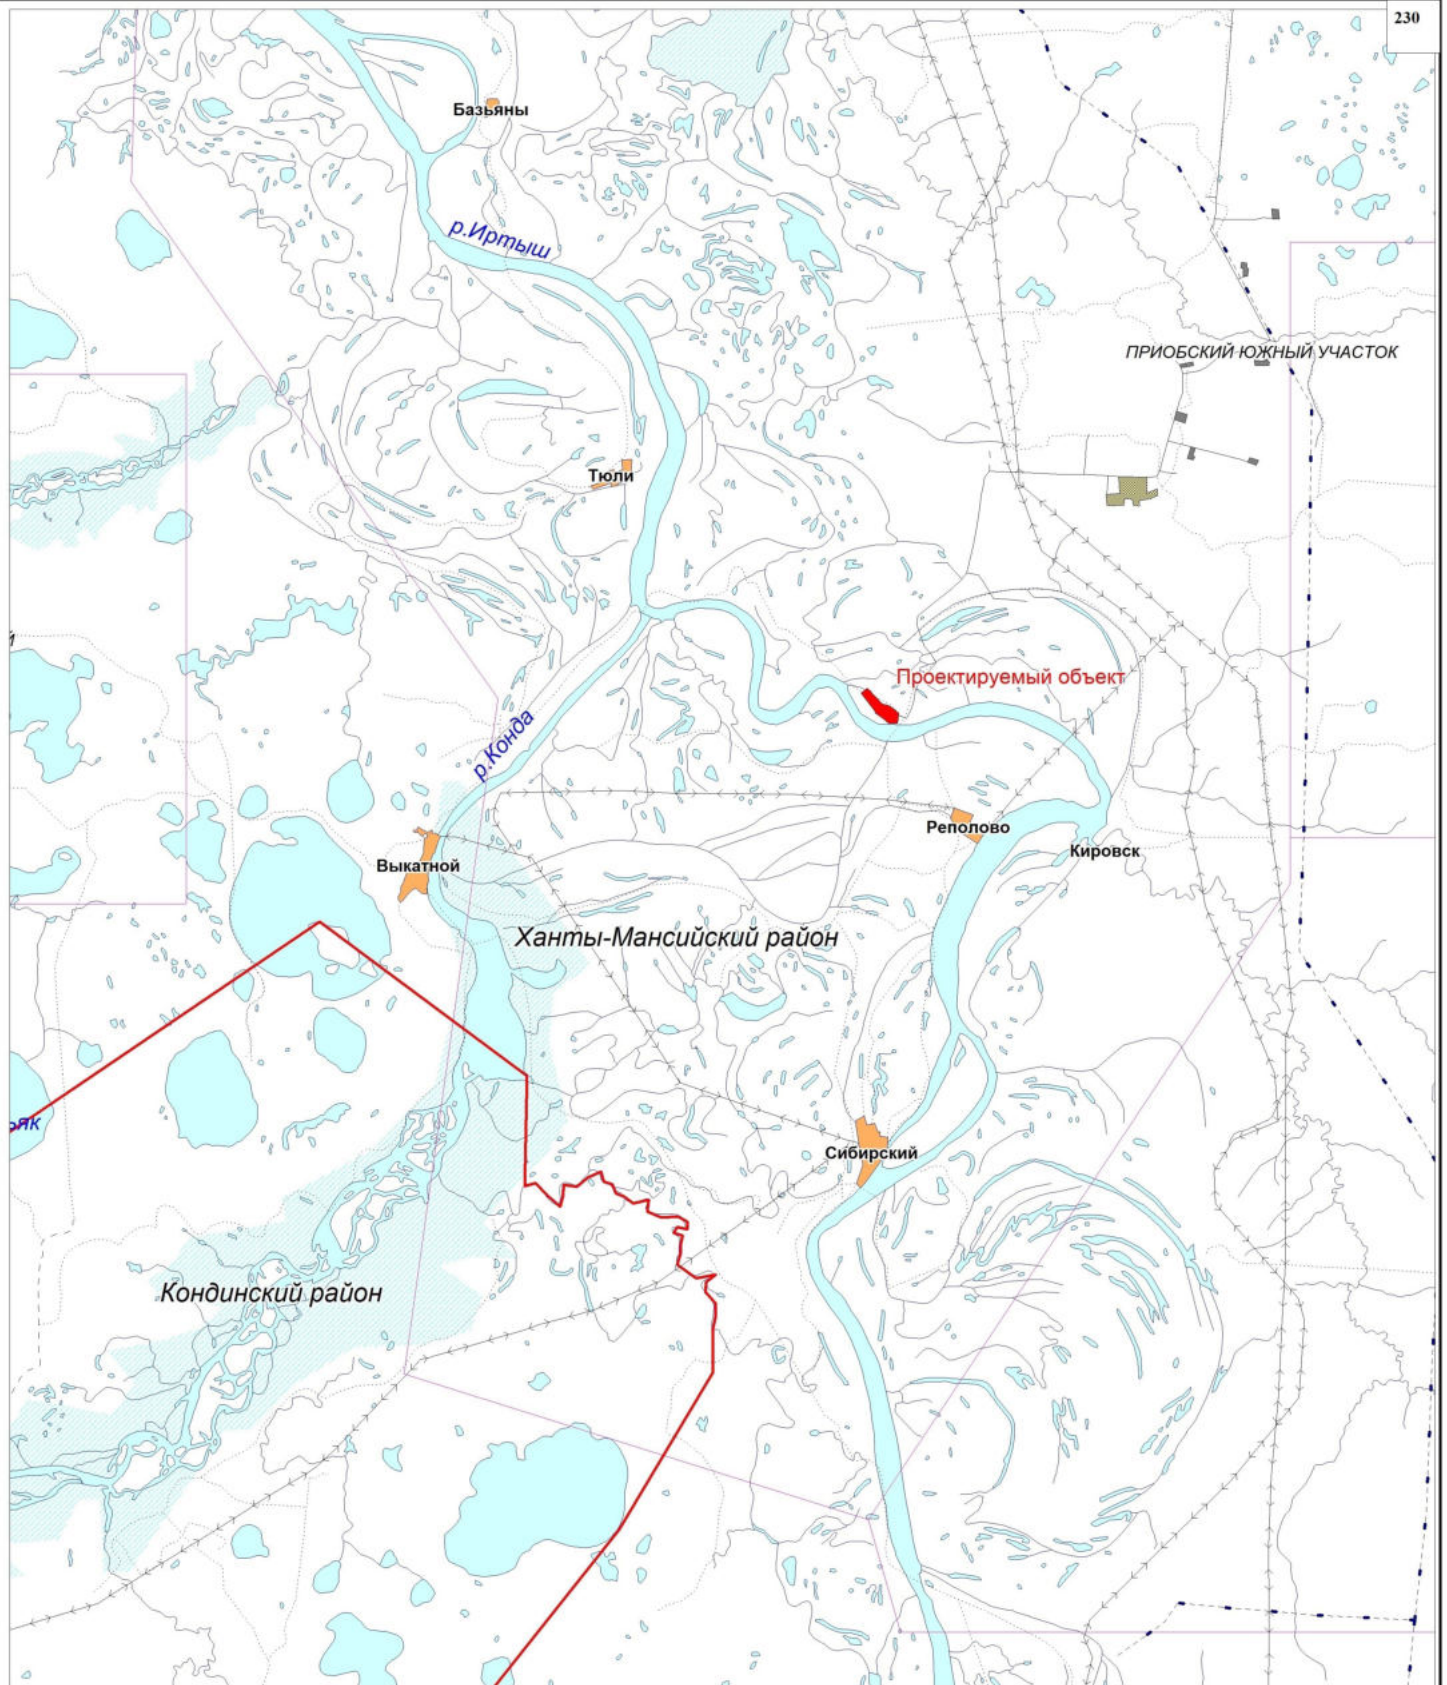 230
Базьяны
р.Иртыш
ПРИОБСКИЙ ЮЖНЫЙ УЧАСТОК
Тюли
Проектируемый объект
р.Конда
Реполово
Кировск
Выкатной
Ханты-Мансийский район
Сибирский
Кондинский район